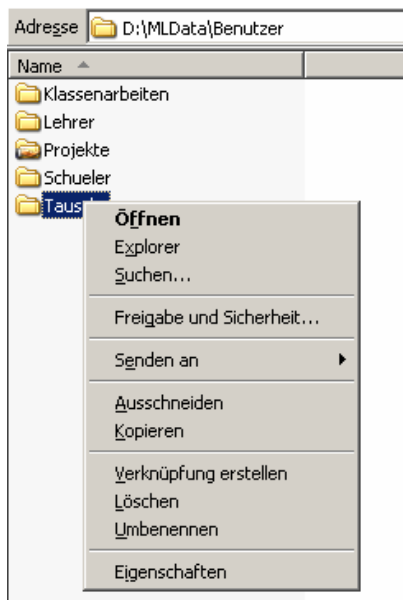 Adresse D:\MLData\Benutzer
Name
Klassenarbeiten
Lehrer
Projekte
Schueler
Öffnen
Explorer
Suchen...
Freigabe und Sicherheit...
Senden an
Ausschneiden
Kopieren
Verknüpfung erstellen
Löschen
Umbenennen
Eigenschaften